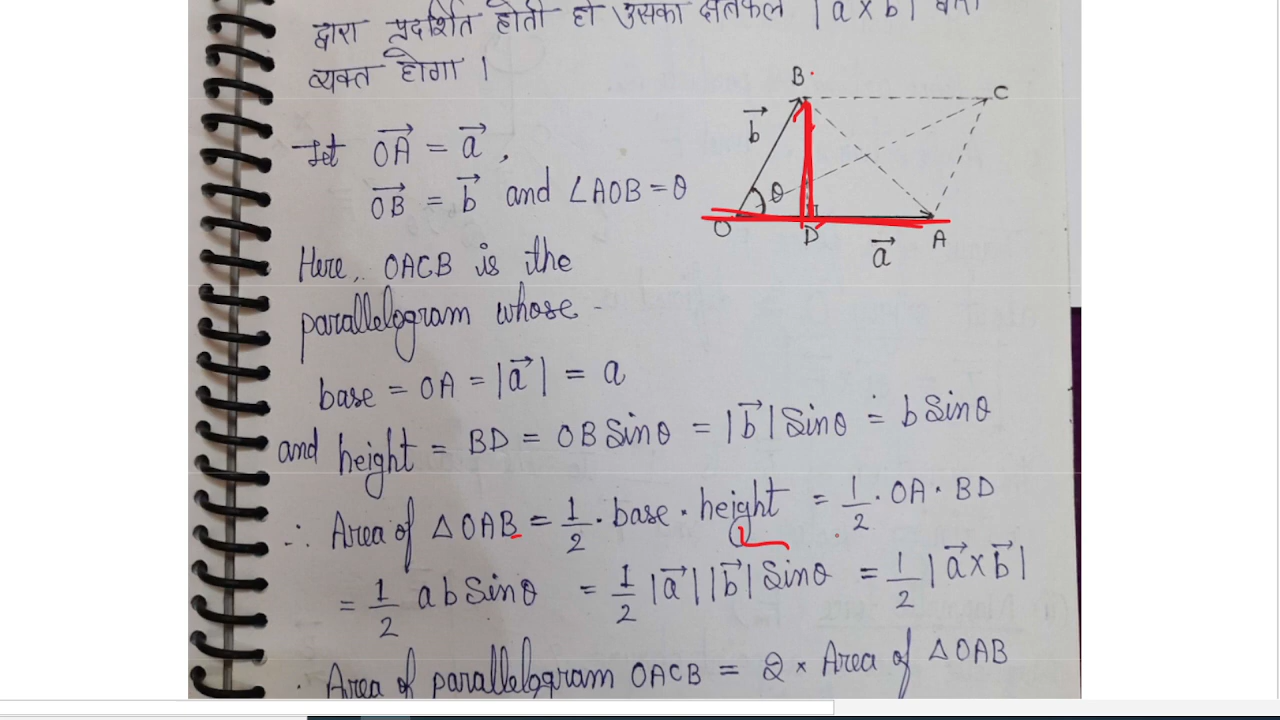 द्वारा प्रदर्शित होती हो उसका क्षेत्रफल |a×b|
व्यक्त होगा।
Let OA⃗ = a⃗ ,
OB⃗ = b⃗ and ∠AOB = θ
Here, OACB is the
parallelogram whose -
base = OA = |a⃗| = a
and height = BD = OB Sinθ = |b⃗| Sinθ = b Sinθ
∴ Area of △OAB = 1/2 · base · height = 1/2 · OA · BD
= 1/2 ab Sinθ = 1/2 |a⃗||b⃗| Sinθ = 1/2 |a⃗×b⃗|
Area of parallelogram OACB = 2 × Area of △OAB
B
C
b⃗
θ
O
D
A
a⃗